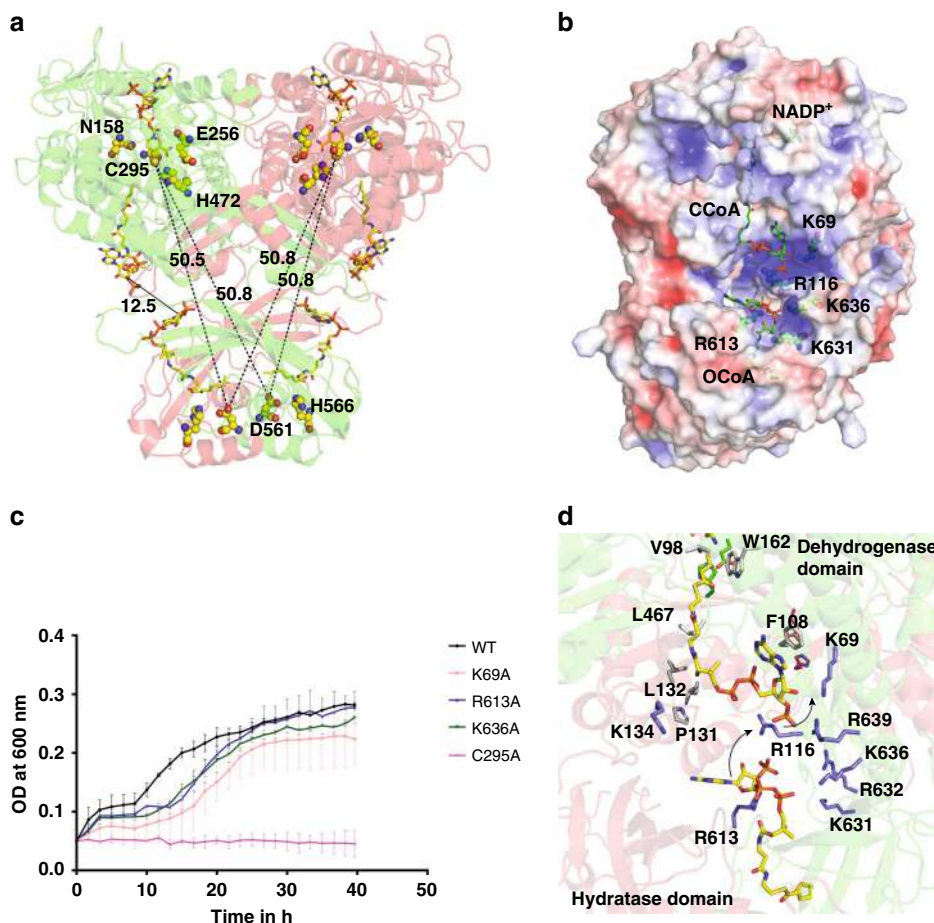 a
N158
E256
C295
H472
50.5
50.8
50.8
50.8
12.5
H566
D561
b
NADP+
CCoA
K69
R116
K636
R613
K631
OCoA
c
OD at 600 nm
0.4
0.3
0.2
0.1
0.0
0
10
20
30
40
50
Time in h
WT
K69A
R613A
K636A
C295A
d
V98
W162
Dehydrogenase
domain
L467
F108
K69
L132
K134
P131
R116
R639
K636
R632
R613
K631
Hydratase domain